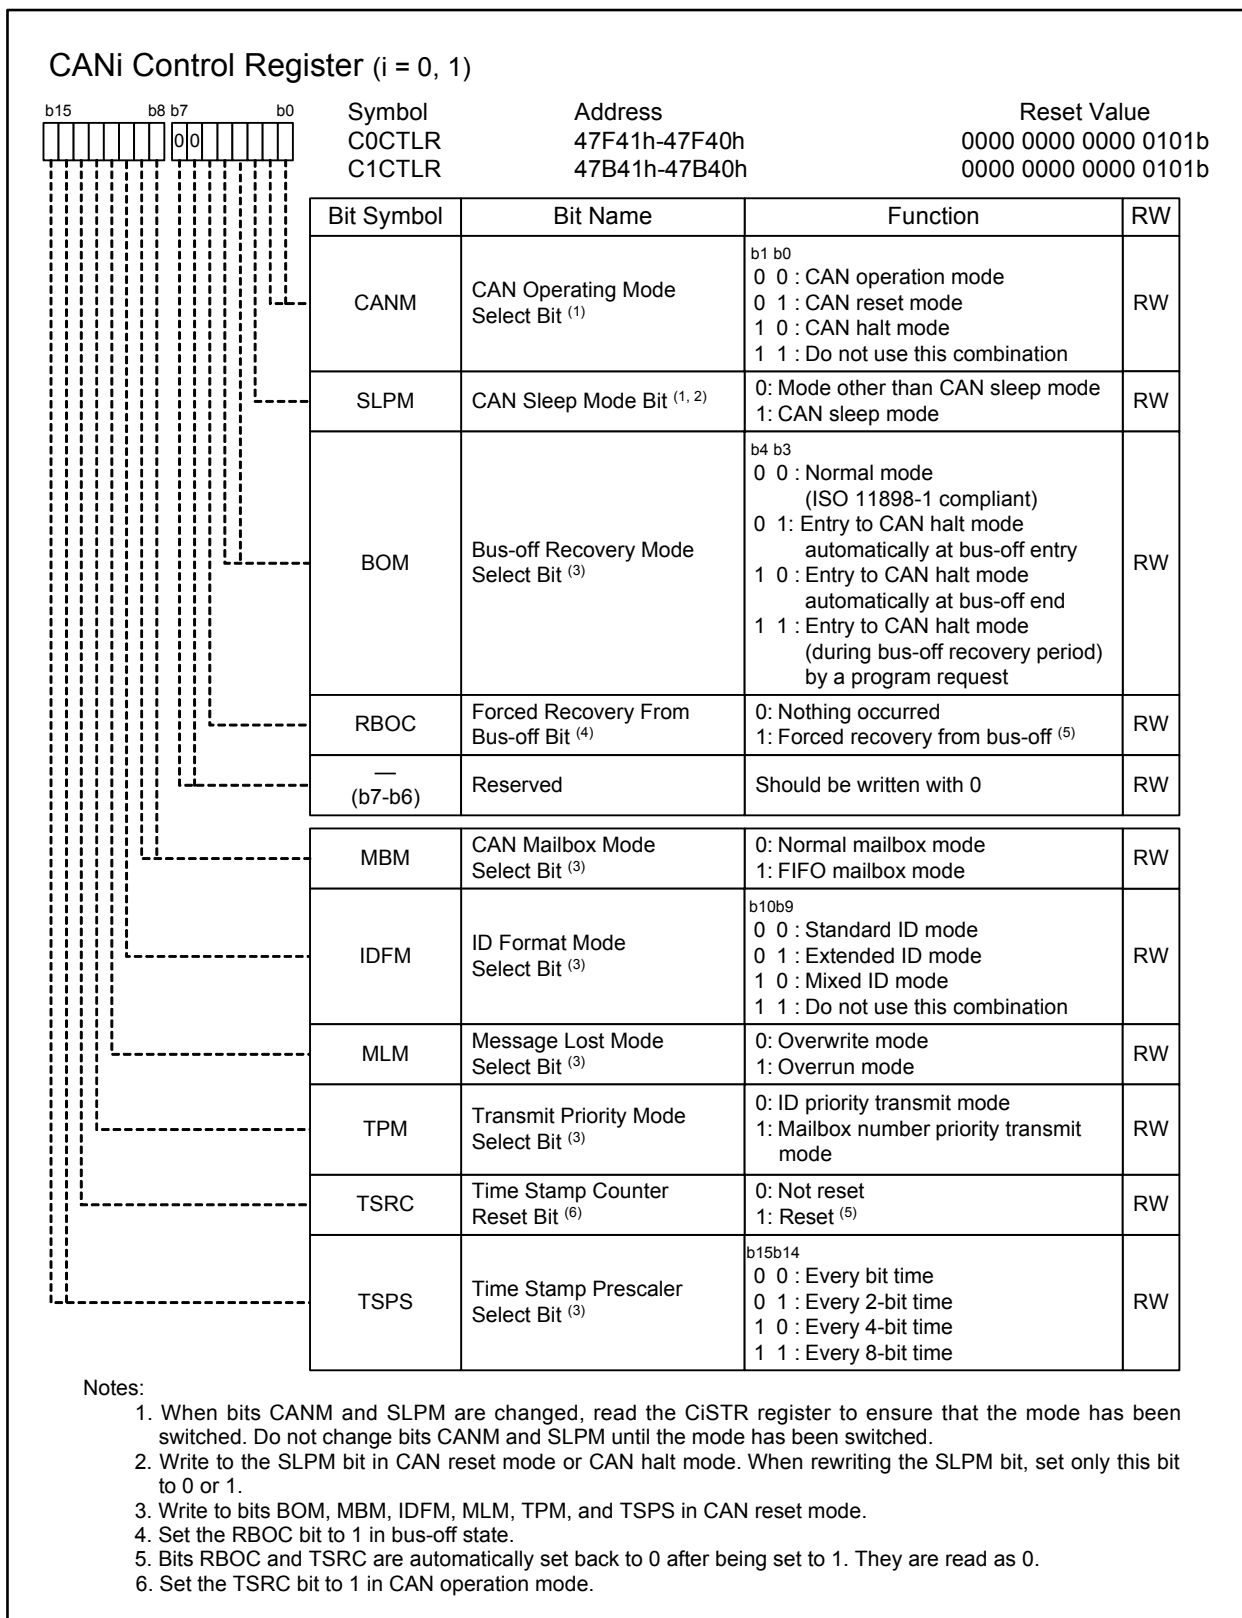 CANi Control Register (i = 0, 1)
b15 b8 b7 b0
0 0
Symbol Address Reset Value
C0CTLR 47F41h-47F40h 0000 0000 0000 0101b
C1CTLR 47B41h-47B40h 0000 0000 0000 0101b
Bit Symbol Bit Name Function RW
CANM
CAN Operating Mode
Select Bit (1)
b1 b0
0 0 : CAN operation mode
0 1 : CAN reset mode
1 0 : CAN halt mode
1 1 : Do not use this combination
RW
SLPM
CAN Sleep Mode Bit (1, 2)
0: Mode other than CAN sleep mode
1: CAN sleep mode
RW
BOM
Bus-off Recovery Mode
Select Bit (3)
b4 b3
0 0 : Normal mode
(ISO 11898-1 compliant)
0 1: Entry to CAN halt mode
automatically at bus-off entry
1 0 : Entry to CAN halt mode
automatically at bus-off end
1 1 : Entry to CAN halt mode
(during bus-off recovery period)
by a program request
RW
RBOC
Forced Recovery From
Bus-off Bit (4)
0: Nothing occurred
1: Forced recovery from bus-off (5)
RW
—
(b7-b6)
Reserved
Should be written with 0
RW
MBM
CAN Mailbox Mode
Select Bit (3)
0: Normal mailbox mode
1: FIFO mailbox mode
RW
IDFM
ID Format Mode
Select Bit (3)
b10b9
0 0 : Standard ID mode
0 1 : Extended ID mode
1 0 : Mixed ID mode
1 1 : Do not use this combination
RW
MLM
Message Lost Mode
Select Bit (3)
0: Overwrite mode
1: Overrun mode
RW
TPM
Transmit Priority Mode
Select Bit (3)
0: ID priority transmit mode
1: Mailbox number priority transmit
mode
RW
TSRC
Time Stamp Counter
Reset Bit (6)
0: Not reset
1: Reset (5)
RW
TSPS
Time Stamp Prescaler
Select Bit (3)
b15b14
0 0 : Every bit time
0 1 : Every 2-bit time
1 0 : Every 4-bit time
1 1 : Every 8-bit time
RW
Notes:
1. When bits CANM and SLPM are changed, read the CiSTR register to ensure that the mode has been
switched. Do not change bits CANM and SLPM until the mode has been switched.
2. Write to the SLPM bit in CAN reset mode or CAN halt mode. When rewriting the SLPM bit, set only this bit
to 0 or 1.
3. Write to bits BOM, MBM, IDFM, MLM, TPM, and TSPS in CAN reset mode.
4. Set the RBOC bit to 1 in bus-off state.
5. Bits RBOC and TSRC are automatically set back to 0 after being set to 1. They are read as 0.
6. Set the TSRC bit to 1 in CAN operation mode.